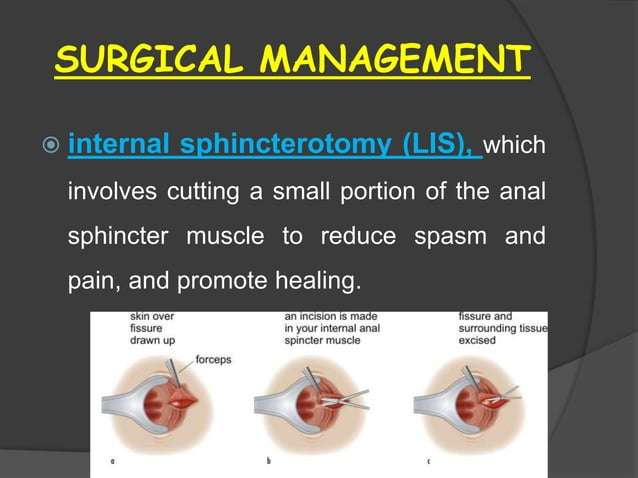 SURGICAL MANAGEMENT
internal sphincterotomy (LIS), which
involves cutting a small portion of the anal
sphincter muscle to reduce spasm and
pain, and promote healing.
skin over
fissure
drawn up
forceps
an incision is made
in your internal anal
spincter muscle
fissure and
surrounding tissue
excised
a
b
c